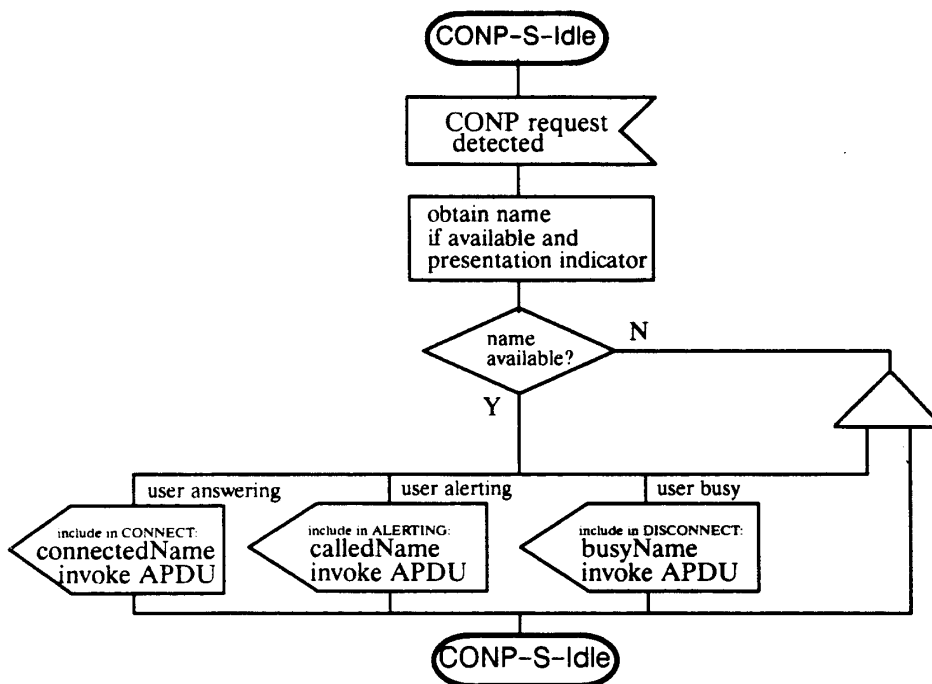 CONP-S-Idle
CONP request
detected
obtain name
if available and
presentation indicator
name
available?
N
Y
user answering
user alerting
user busy
include in CONNECT:
connectedName
invoke APDU
include in ALERTING:
calledName
invoke APDU
include in DISCONNECT:
busyName
invoke APDU
CONP-S-Idle